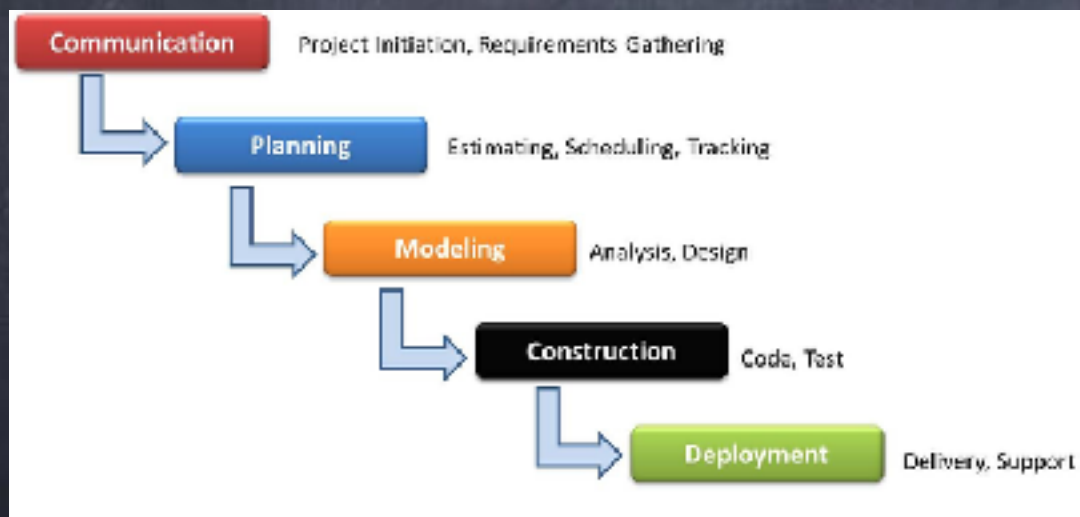 Communication
Project Initiation, Requirements Gathering
Planning
Estimating, Scheduling, Tracking
Modeling
Analysis, Design
Construction
Code, Test
Deployment
Delivery, Support